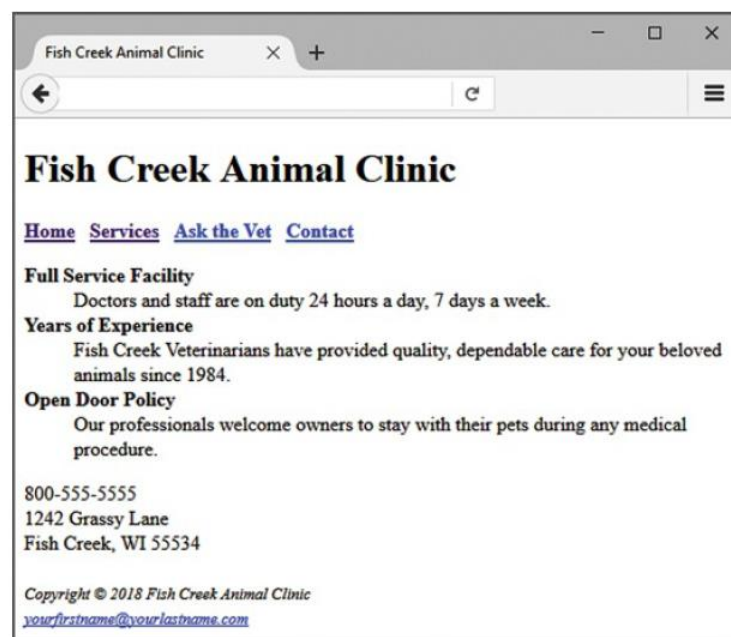 Fish Creek Animal Clinic
Fish Creek Animal Clinic
Home Services Ask the Vet Contact
Full Service Facility
Doctors and staff are on duty 24 hours a day, 7 days a week.
Years of Experience
Fish Creek Veterinarians have provided quality, dependable care for your beloved
animals since 1984.
Open Door Policy
Our professionals welcome owners to stay with their pets during any medical
procedure.
800-555-5555
1242 Grassy Lane
Fish Creek, WI 55534
Copyright © 2018 Fish Creek Animal Clinic
yourfirstname@yourlastname.com